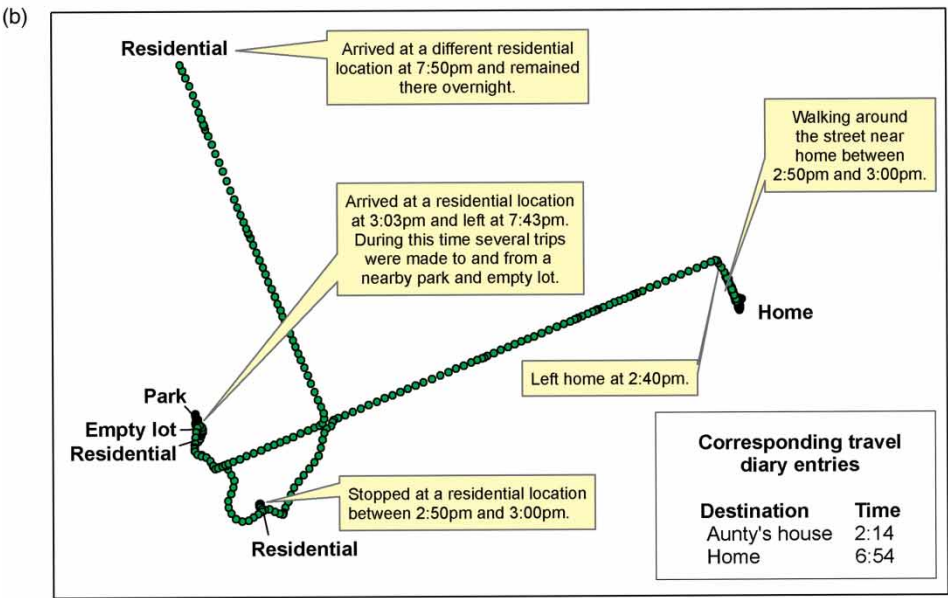 (b)
Residential
Arrived at a different residential
location at 7:50pm and remained
there overnight.
Walking around
the street near
home between
2:50pm and 3:00pm.
Arrived at a residential location
at 3:03pm and left at 7:43pm.
During this time several trips
were made to and from a
nearby park and empty lot.
Home
Left home at 2:40pm.
Park
Empty lot
Residential
Stopped at a residential location
between 2:50pm and 3:00pm.
Residential
Corresponding travel
diary entries
Destination Time
Aunty's house 2:14
Home 6:54